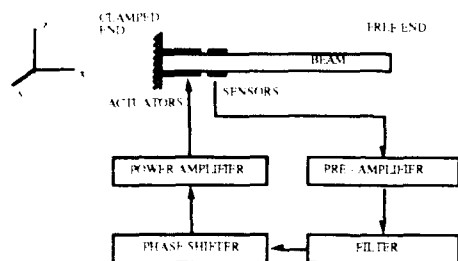 CLAMPED
END
Z
FREE END
X
Y
BEAM
ACTUATORS
SENSORS
POWER AMPLIFIER
PRE - AMPLIFIER
PHASE SHIFTER
FILTER